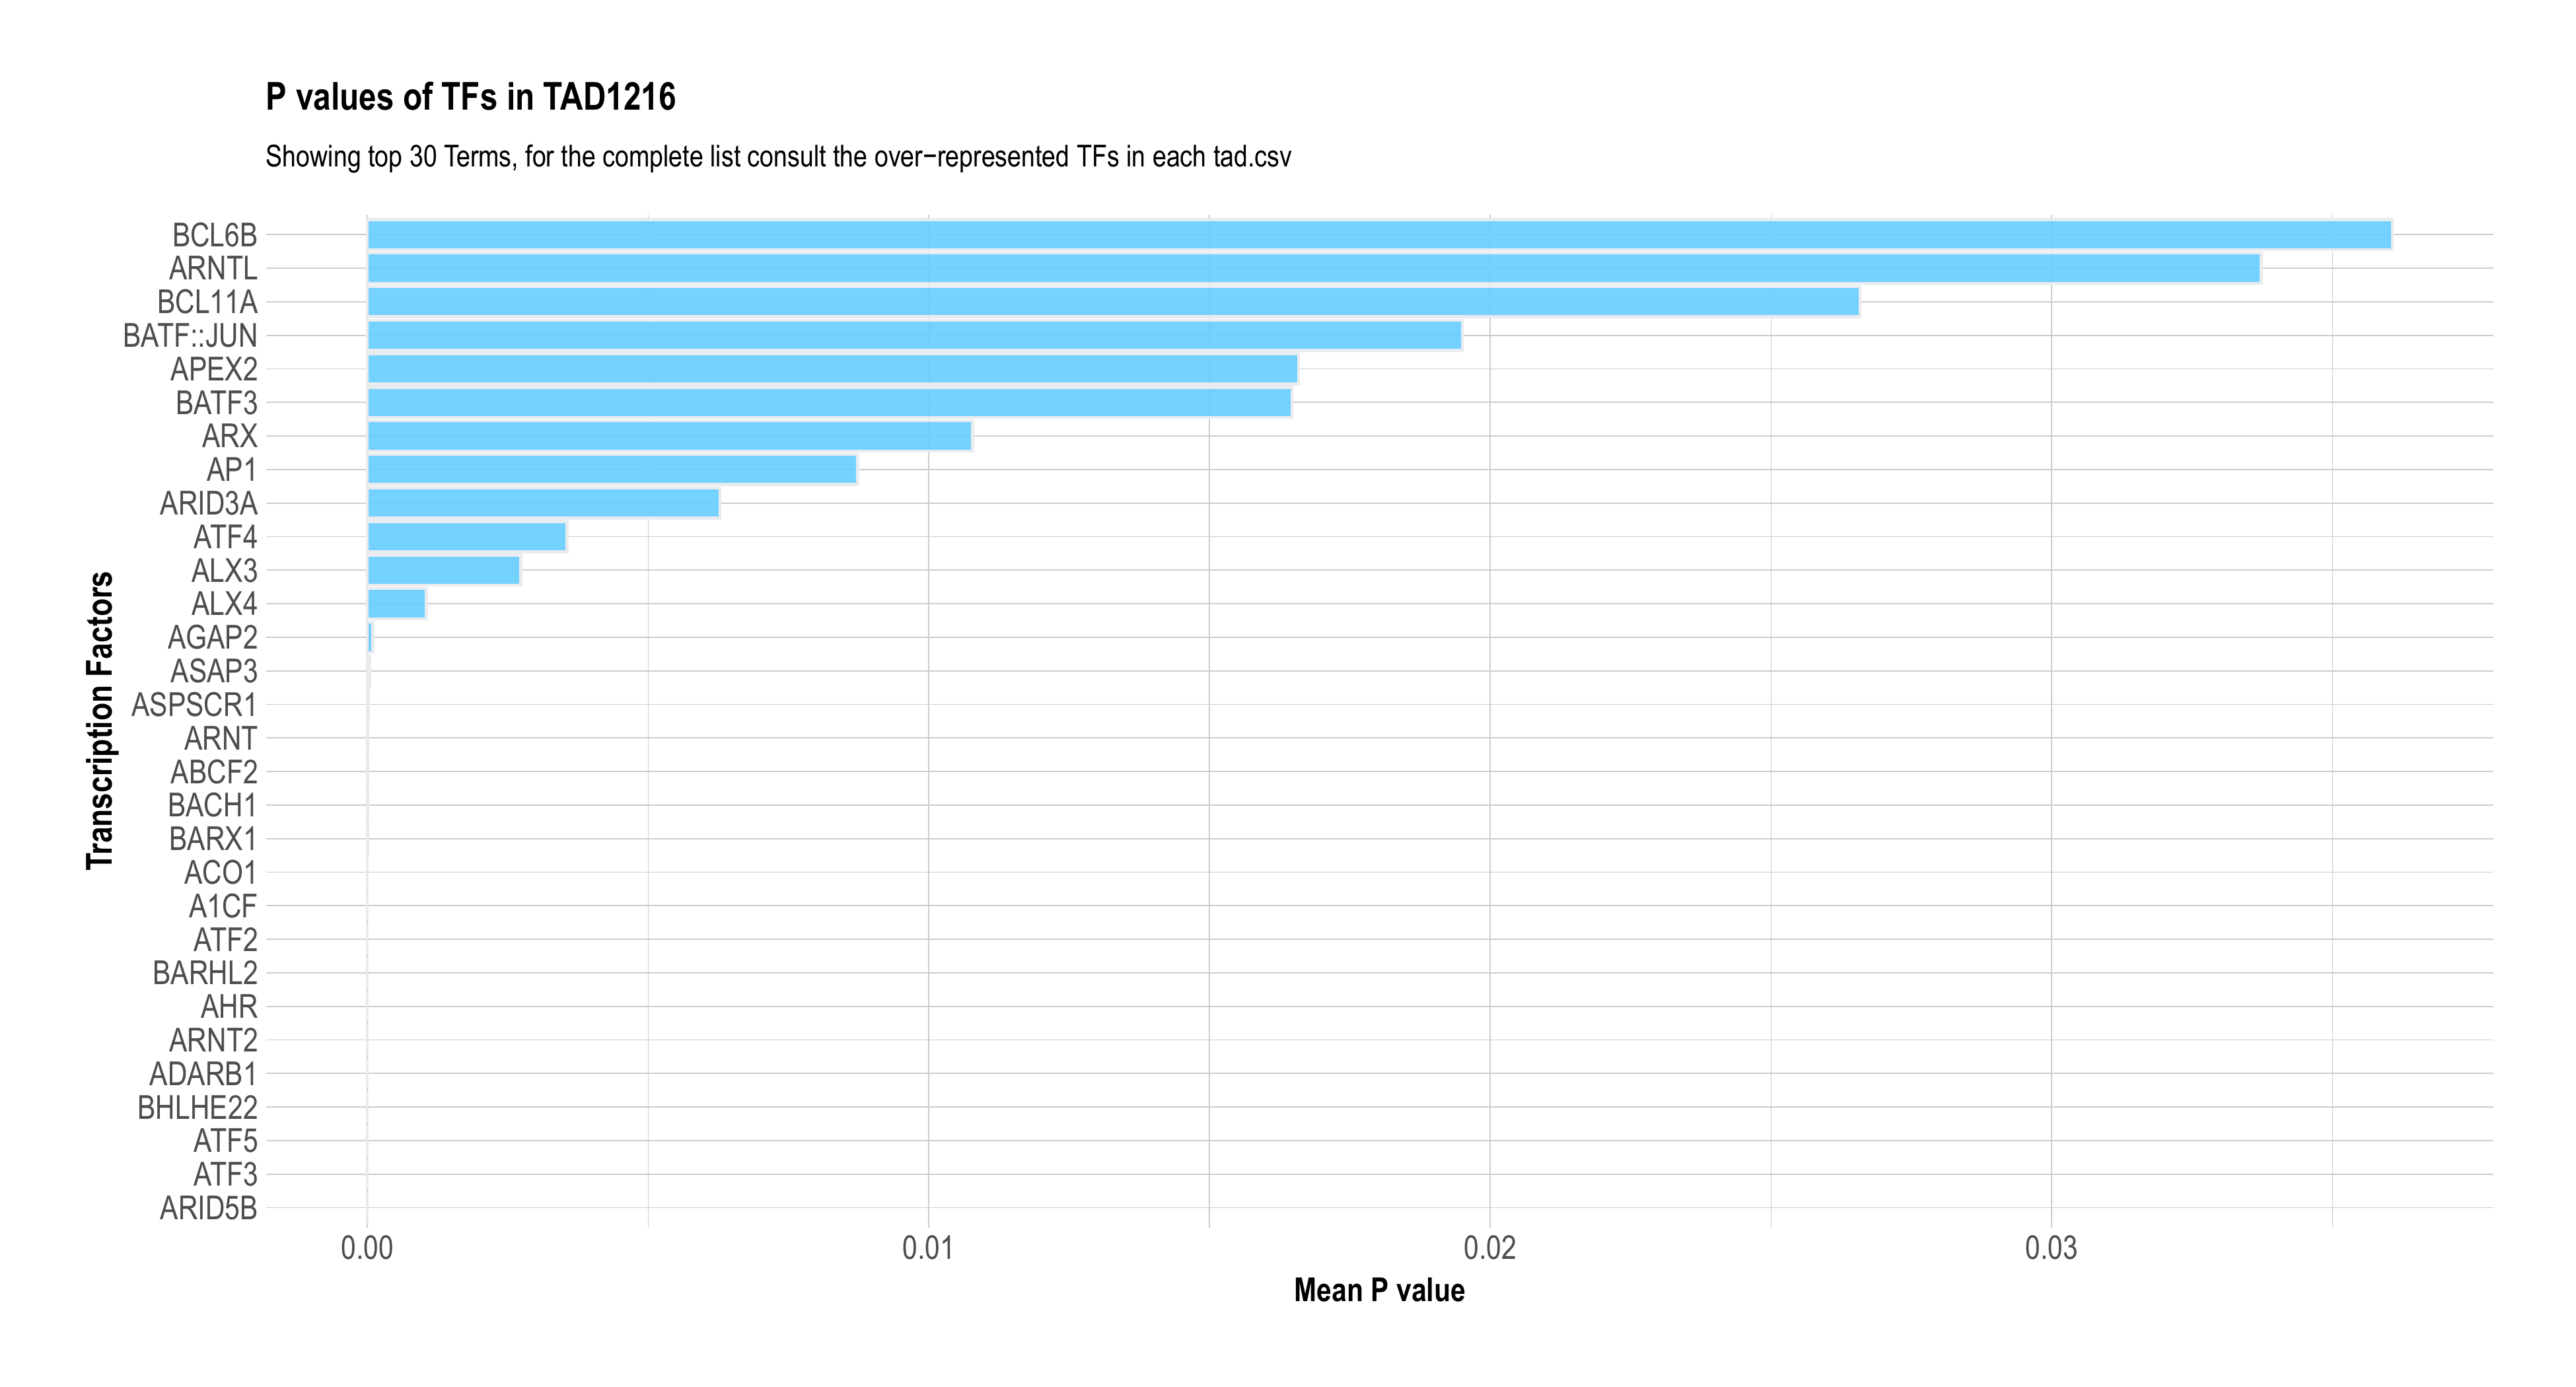 P values of TFs in TAD1216
Showing top 30 Terms, for the complete list consult the over−represented TFs in each tad.csv
Transcription Factors
BCL6B
ARNTL
BCL11A
BATF::JUN
APEX2
BATF3
ARX
AP1
ARID3A
ATF4
ALX3
ALX4
AGAP2
ASAP3
ASPSCR1
ARNT
ABCF2
BACH1
BARX1
ACO1
A1CF
ATF2
BARHL2
AHR
ARNT2
ADARB1
BHLHE22
ATF5
ATF3
ARID5B
0.00 0.01 0.02 0.03
Mean P value